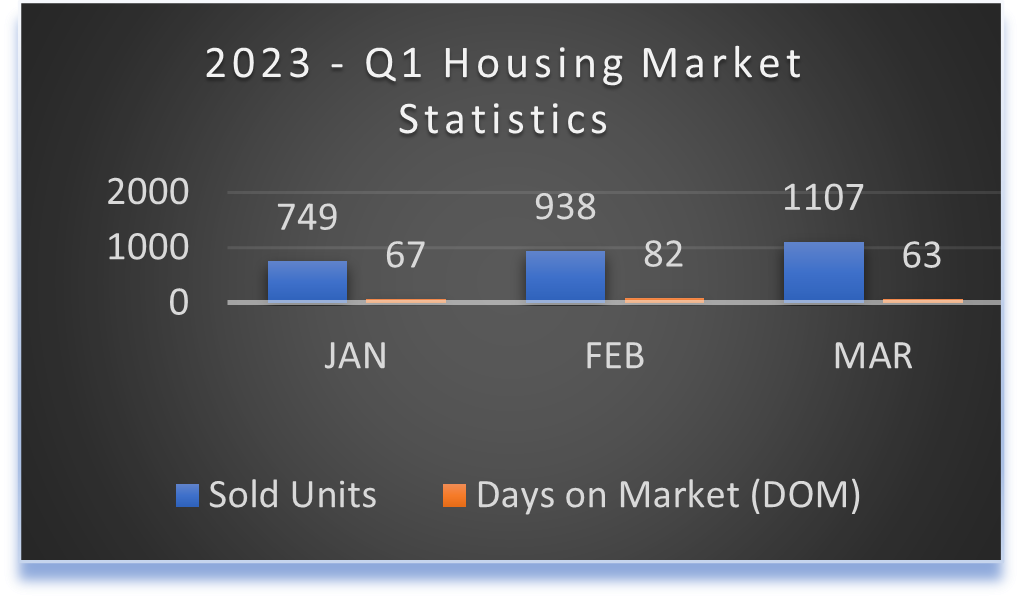 2023 - Q1 Housing Market
Statistics
2000
1000
0
749
67
938
82
1107
63
JAN
FEB
MAR
Sold Units
Days on Market (DOM)